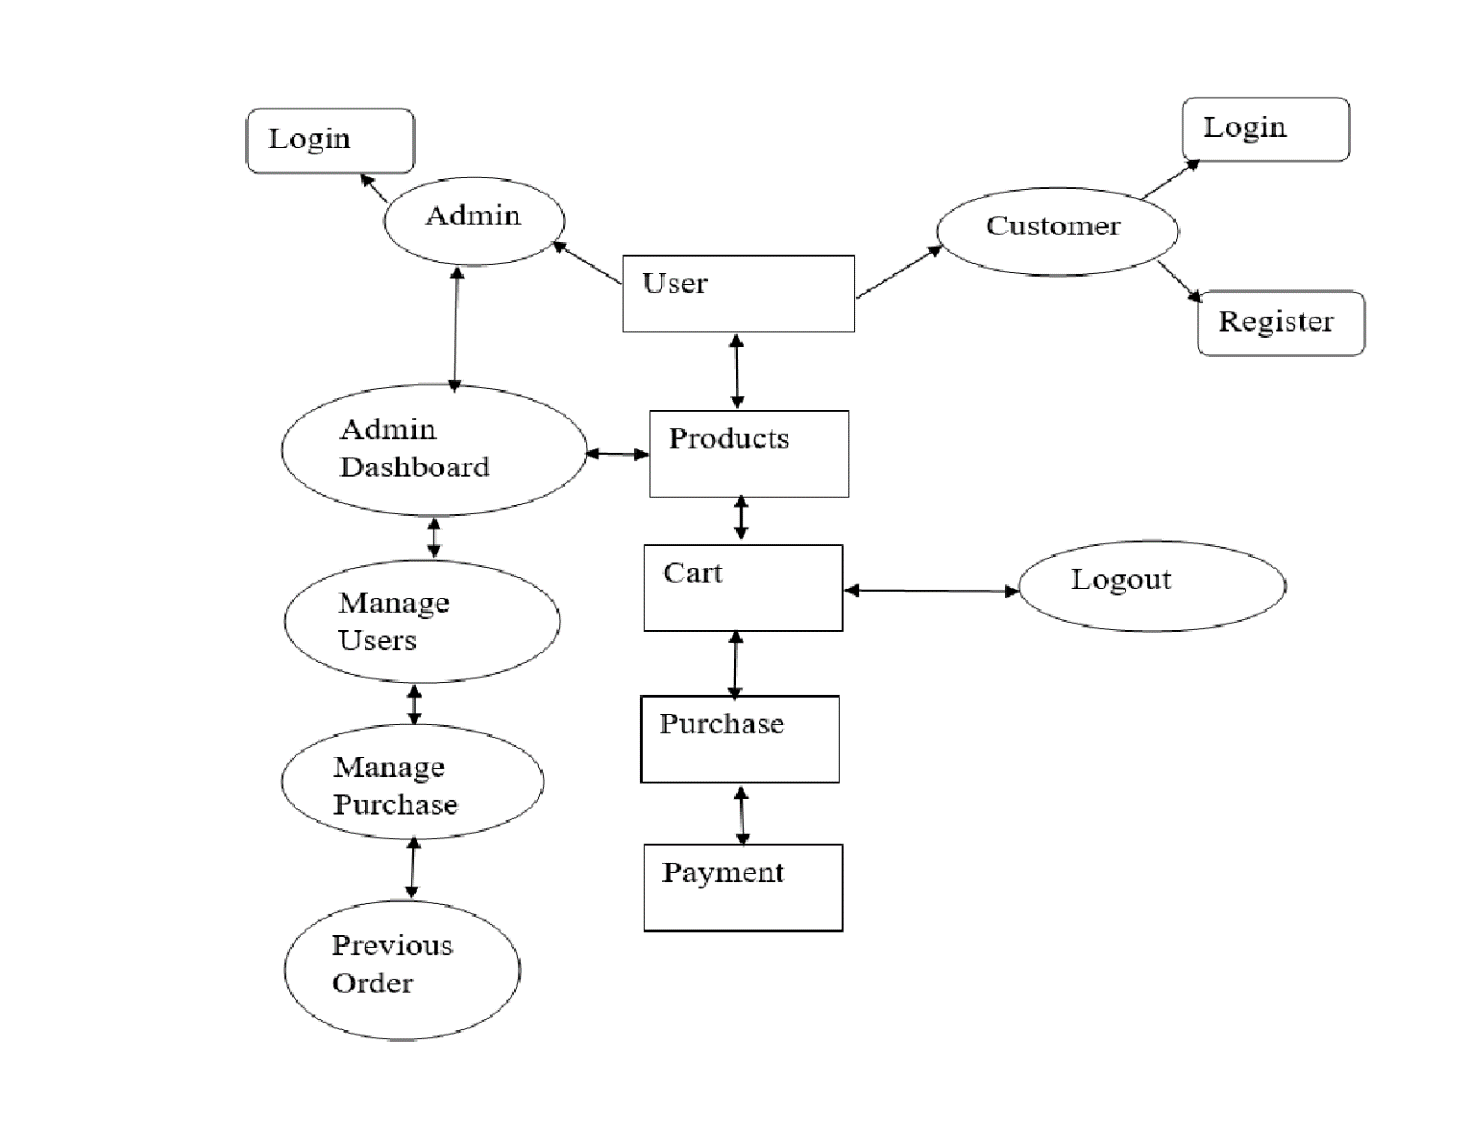 Login
Login
Admin
Customer
User
Register
Admin
Dashboard
Products
Cart
Logout
Manage
Users
Purchase
Manage
Purchase
Payment
Previous
Order